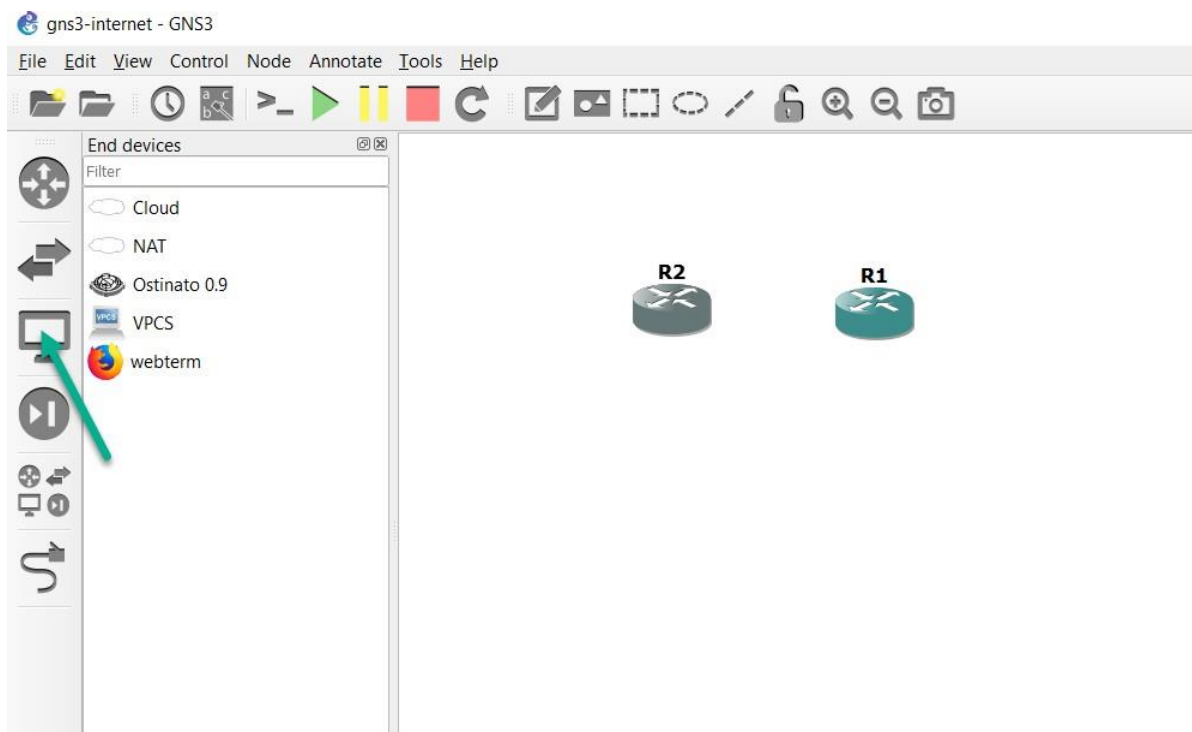 gns3-internet - GNS3
File Edit View Control Node Annotate Tools Help
End devices
Filter
Cloud
NAT
Ostinato 0.9
VPCS
webterm
R2
R1